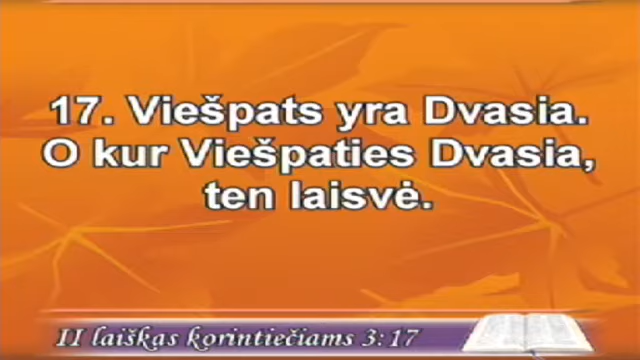 17. Viešpats yra Dvasia.
O kur Viešpaties Dvasia,
ten laisvė.
II laiškas korintiečiams 3:17